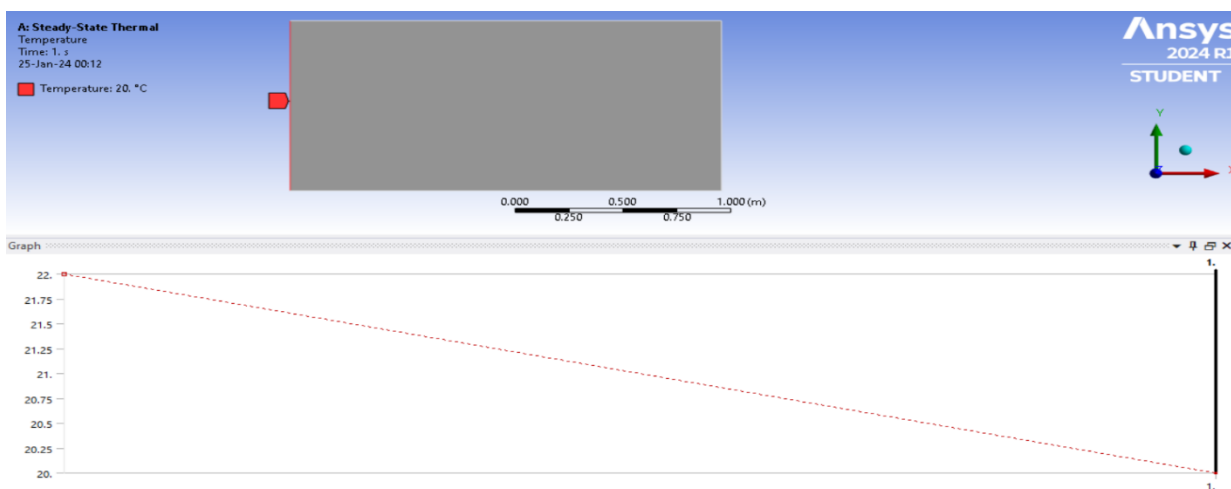 A: Steady-State Thermal
Temperature
Time: 1. s
25-Jan-24 00:12
Temperature: 20. °C
Ansys
2024 R1
STUDENT
Y
Z
X
0.000 0.500 1.000 (m)
0.250 0.750
Graph
1.
22.
21.75
21.5
21.25
21.
20.75
20.5
20.25
20.
1.